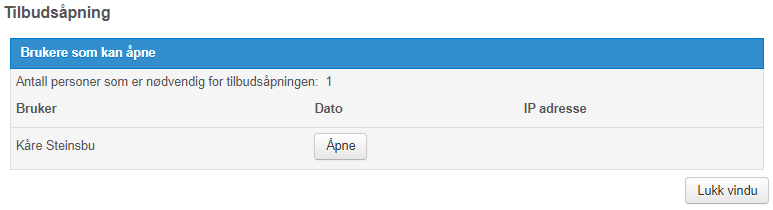 Tilbudsåpning
Brukere som kan åpne
Antall personer som er nødvendig for tilbudsåpningen: 1
Bruker Dato IP adresse
Kåre Steinsbu Åpne
Lukk vindu